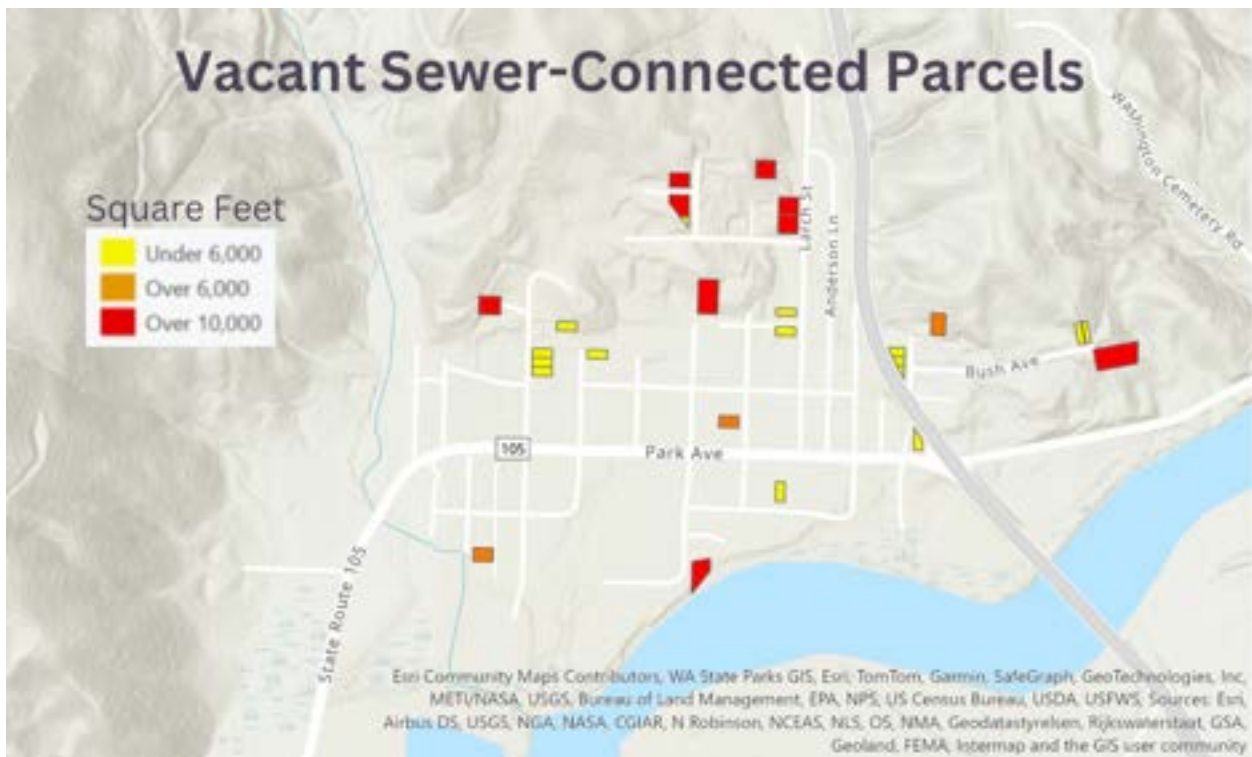 Vacant Sewer-Connected Parcels
Washington Cemetery Rd
Square Feet
Under 6,000
Over 6,000
Over 10,000
Larch St
Anderson Ln
Bush Ave
105
Park Ave
State Route 105
Esri Community Maps Contributors, WA State Parks GIS, Esri, TomTom, Garmin, SafeGraph, GeoTechnologies, Inc,
METI/NASA, USGS, Bureau of Land Management, EPA, NPS, US Census Bureau, USDA, USFWS, Sources: Esri,
Airbus DS, USGS, NGA, NASA, CGIAR, N Robinson, NCEAS, NLS, OS, NMA, Geodatastyrelsen, Rijkswaterstaat, GSA,
Geoland, FEMA, Intermap and the GIS user community